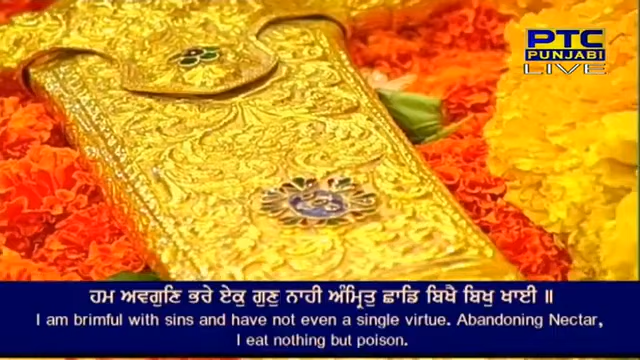 PTC
PUNJABI
LIVE
ਹਮ ਅਵਗੁਣਿ ਭਰੇ ਏਕੁ ਗੁਣੁ ਨਾਹੀ ਅੰਮ੍ਰਿਤੁ ਛਾਡਿ ਬਿਖੈ ਬਿਖੁ ਖਾਈ ॥
I am brimful with sins and have not even a single virtue. Abandoning Nectar,
I eat nothing but poison.